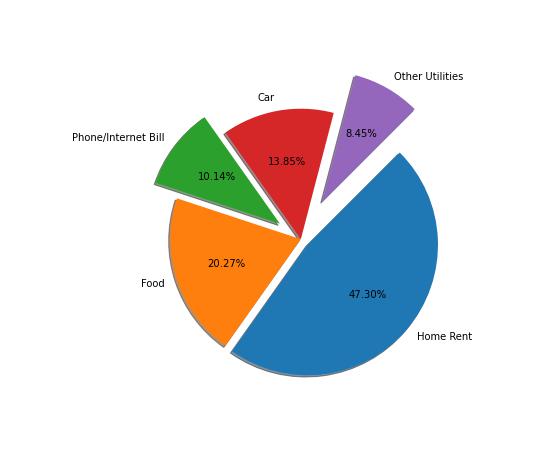 Other Utilities
8.45%
Car
13.85%
Phone/Internet Bill
10.14%
Food
20.27%
47.30%
Home Rent